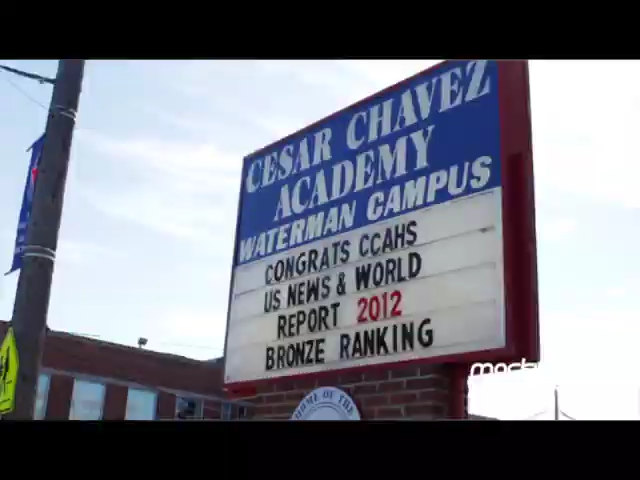 CESAR CHAVEZ
ACADEMY
WATERMAN CAMPUS
CONGRATS CCAHS
US NEWS & WORLD
REPORT 2012
BRONZE RANKING
HOME OF THE